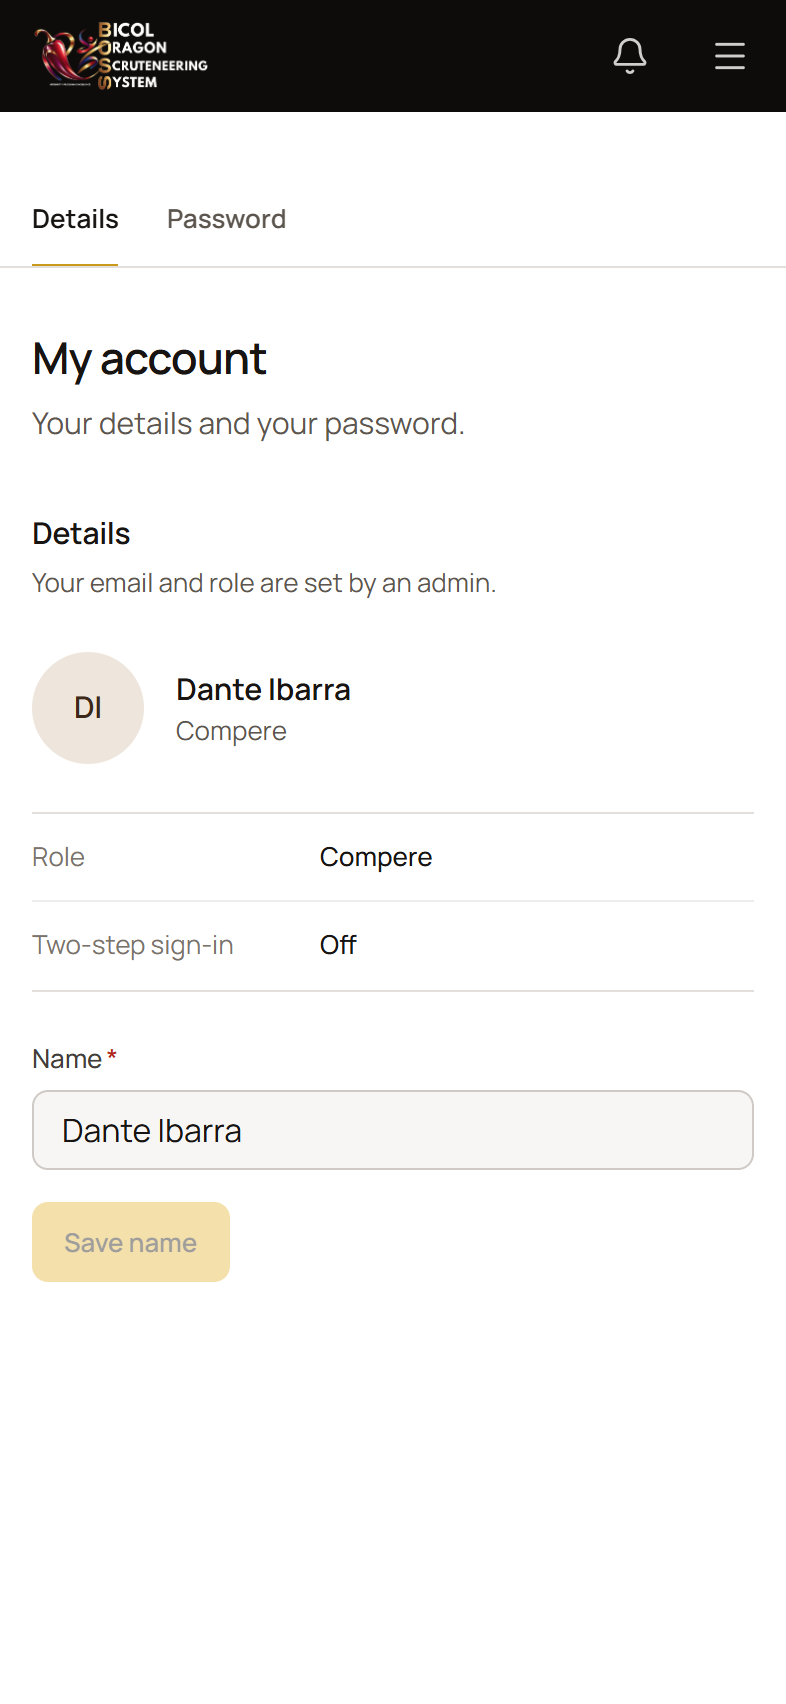 BICOL
DRAGON
SCRUTENEERING
SYSTEM
Details
Password
My account
Your details and your password.
Details
Your email and role are set by an admin.
DI
Dante Ibarra
Compere
Role
Compere
Two-step sign-in
Off
Name *
Dante Ibarra
Save name